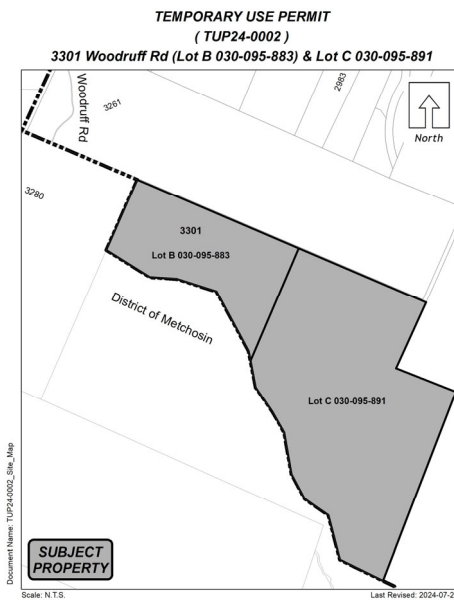 TEMPORARY USE PERMIT
( TUP24-0002 )
3301 Woodruff Rd (Lot B 030-095-883) & Lot C 030-095-891
Woodruff Rd
3261
2983
North
3280
3301
Lot B 030-095-883
District of Metchosin
Lot C 030-095-891
Document Name: TUP24-0002_Site_Map
SUBJECT
PROPERTY
Scale: N.T.S.